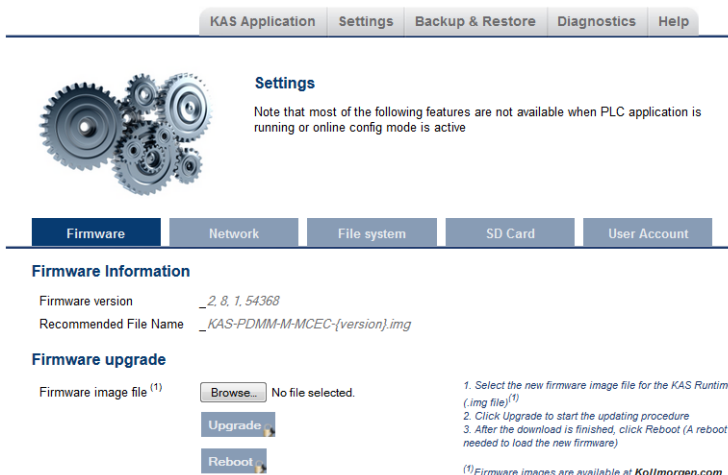 KAS Application Settings Backup & Restore Diagnostics Help
Settings
Note that most of the following features are not available when PLC application is
running or online config mode is active
Firmware Network File system SD Card User Account
Firmware Information
Firmware version _2, 8, 1, 54368
Recommended File Name _KAS-PDMM-M-MCEC-{version}.img
Firmware upgrade
Firmware image file (1) Browse... No file selected.
Upgrade
Reboot
1. Select the new firmware image file for the KAS Runtim
(.img file)(1)
2. Click Upgrade to start the updating procedure
3. After the download is finished, click Reboot (A reboot
needed to load the new firmware)
(1)Firmware images are available at Kollmorgen.com